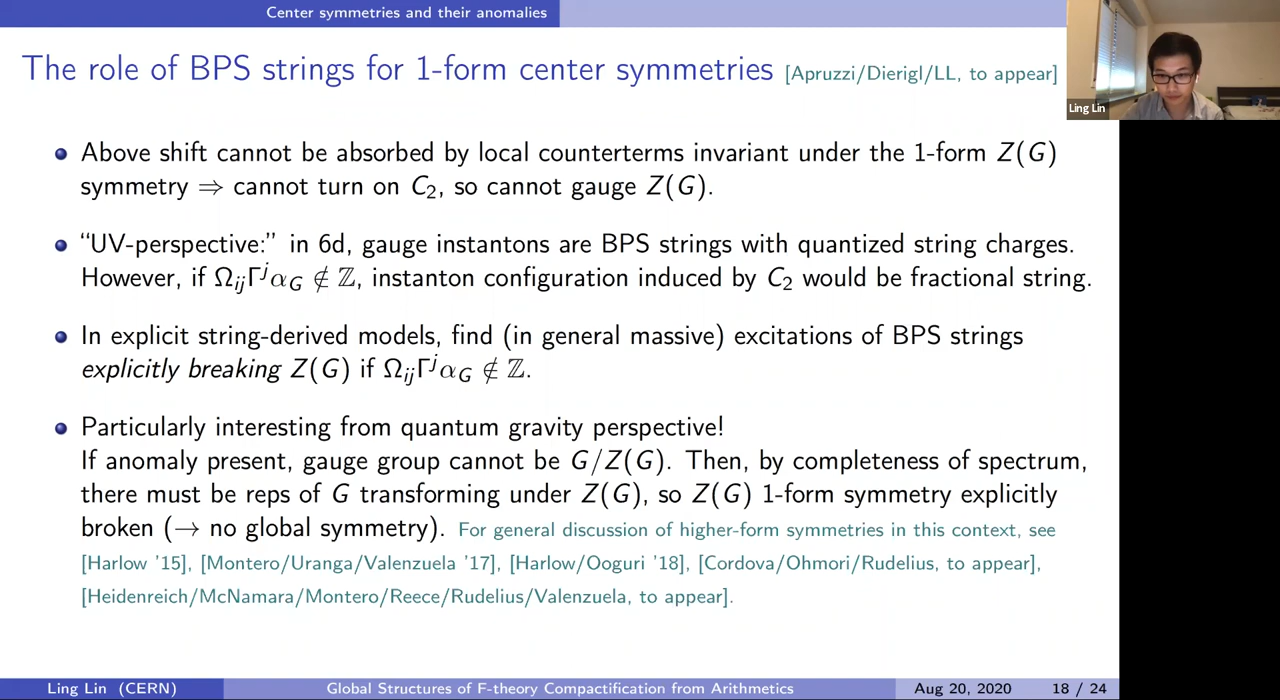 Center symmetries and their anomalies
The role of BPS strings for 1-form center symmetries [Apruzzi/Dierigl/LL, to appear]
Ling Lin
Above shift cannot be absorbed by local counterterms invariant under the 1-form Z(G)
symmetry ⇒ cannot turn on C₂, so cannot gauge Z(G).
“UV-perspective:” in 6d, gauge instantons are BPS strings with quantized string charges.
However, if Ωᵢⱼ Γʲ α_G ∉ ℤ, instanton configuration induced by C₂ would be fractional string.
In explicit string-derived models, find (in general massive) excitations of BPS strings
explicitly breaking Z(G) if Ωᵢⱼ Γʲ α_G ∉ ℤ.
Particularly interesting from quantum gravity perspective!
If anomaly present, gauge group cannot be G/Z(G). Then, by completeness of spectrum,
there must be reps of G transforming under Z(G), so Z(G) 1-form symmetry explicitly
broken (→ no global symmetry). For general discussion of higher-form symmetries in this context, see
[Harlow '15], [Montero/Uranga/Valenzuela '17], [Harlow/Ooguri '18], [Cordova/Ohmori/Rudelius, to appear],
[Heidenreich/McNamara/Montero/Reece/Rudelius/Valenzuela, to appear].
Ling Lin (CERN) Global Structures of F-theory Compactification from Arithmetics Aug 20, 2020 18 / 24